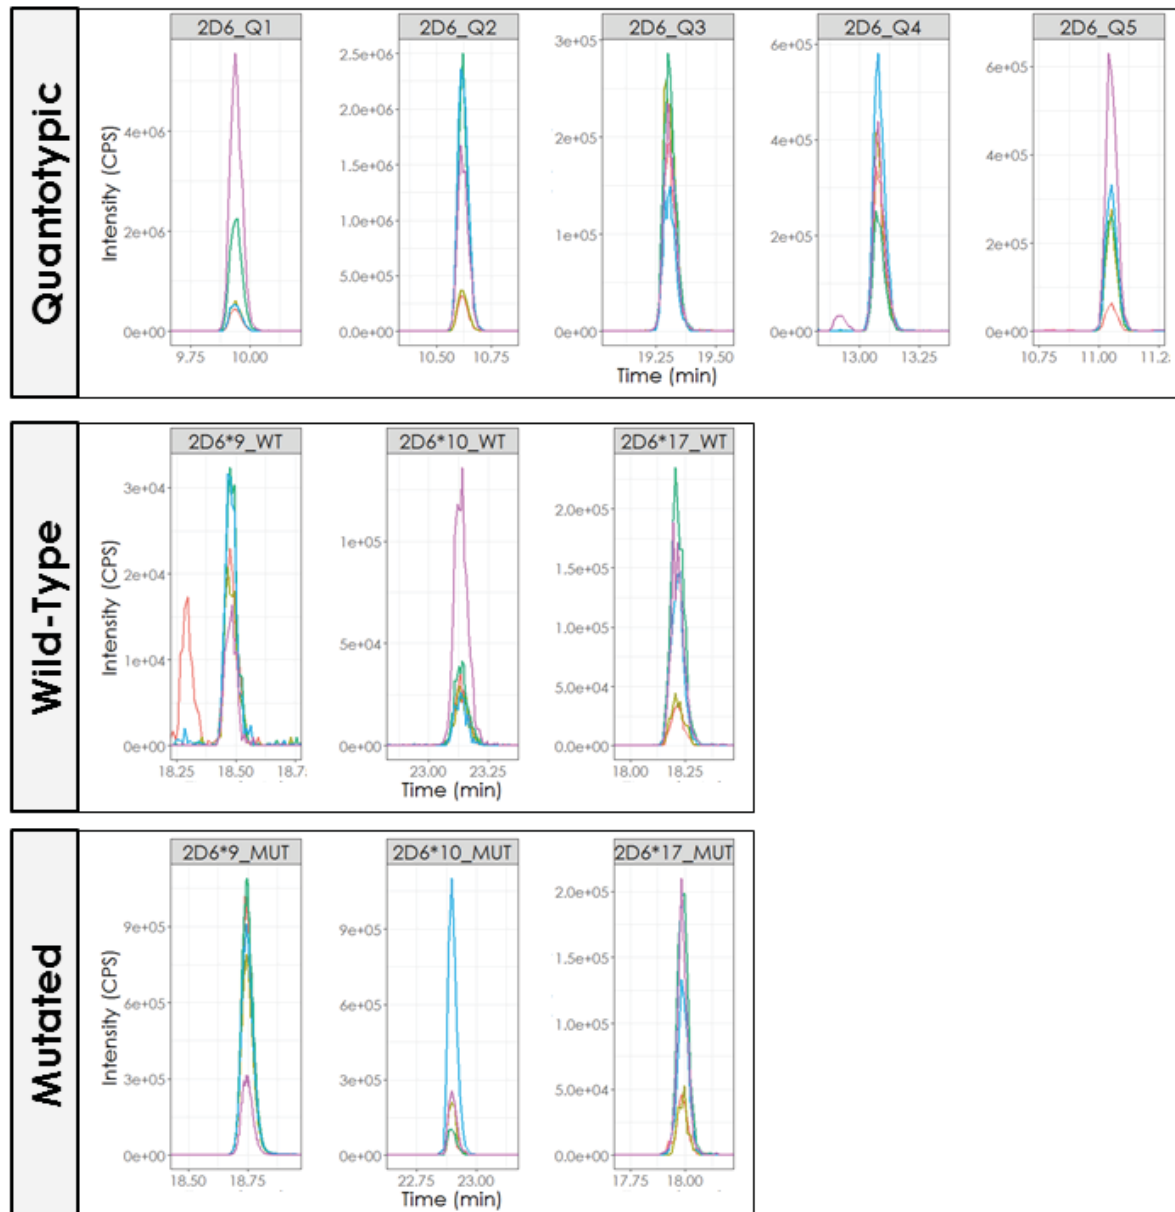 Quantotypic
2D6_Q1 2D6_Q2 2D6_Q3 2D6_Q4 2D6_Q5
Intensity (CPS)
4e+06
2e+06
0e+00
9.75 10.00
2.5e+06
2.0e+06
1.5e+06
1.0e+06
5.0e+05
0.0e+00
10.50 10.75
3e+05
2e+05
1e+05
0e+00
19.25 19.50
6e+05
4e+05
2e+05
0e+00
13.00 13.25
6e+05
4e+05
2e+05
0e+00
10.75 11.00 11.2
Time (min)
Wild-Type
2D6*9_WT 2D6*10_WT 2D6*17_WT
Intensity (CPS)
3e+04
2e+04
1e+04
0e+00
18.25 18.50 18.7
1e+05
5e+04
0e+00
23.00 23.25
2.0e+05
1.5e+05
1.0e+05
5.0e+04
0.0e+00
18.00 18.25
Time (min)
Mutated
2D6*9_MUT 2D6*10_MUT 2D6*17_MUT
Intensity (CPS)
9e+05
6e+05
3e+05
0e+00
18.50 18.75
9e+05
6e+05
3e+05
0e+00
22.75 23.00
2.0e+05
1.5e+05
1.0e+05
5.0e+04
0.0e+00
17.75 18.00
Time (min)